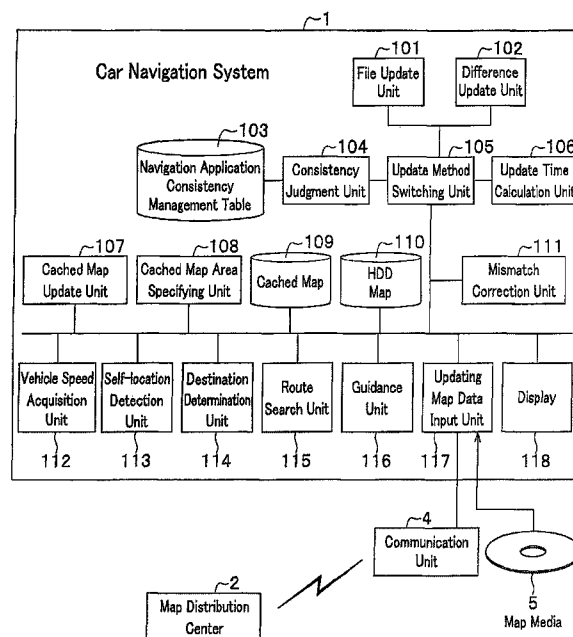 1
Car Navigation System
101
File Update
Unit
102
Difference
Update Unit
103
Navigation Application
Consistency
Management Table
104
Consistency
Judgment Unit
105
Update Method
Switching Unit
106
Update Time
Calculation Unit
107
Cached Map
Update Unit
108
Cached Map Area
Specifying Unit
109
Cached Map
110
HDD
Map
111
Mismatch
Correction Unit
Vehicle Speed
Acquisition
Unit
112
Self-location
Detection
Unit
113
Destination
Determination
Unit
114
Route
Search Unit
115
Guidance
Unit
116
Updating
Map Data
Input Unit
117
Display
118
4
Communication
Unit
5
Map Media
2
Map Distribution
Center